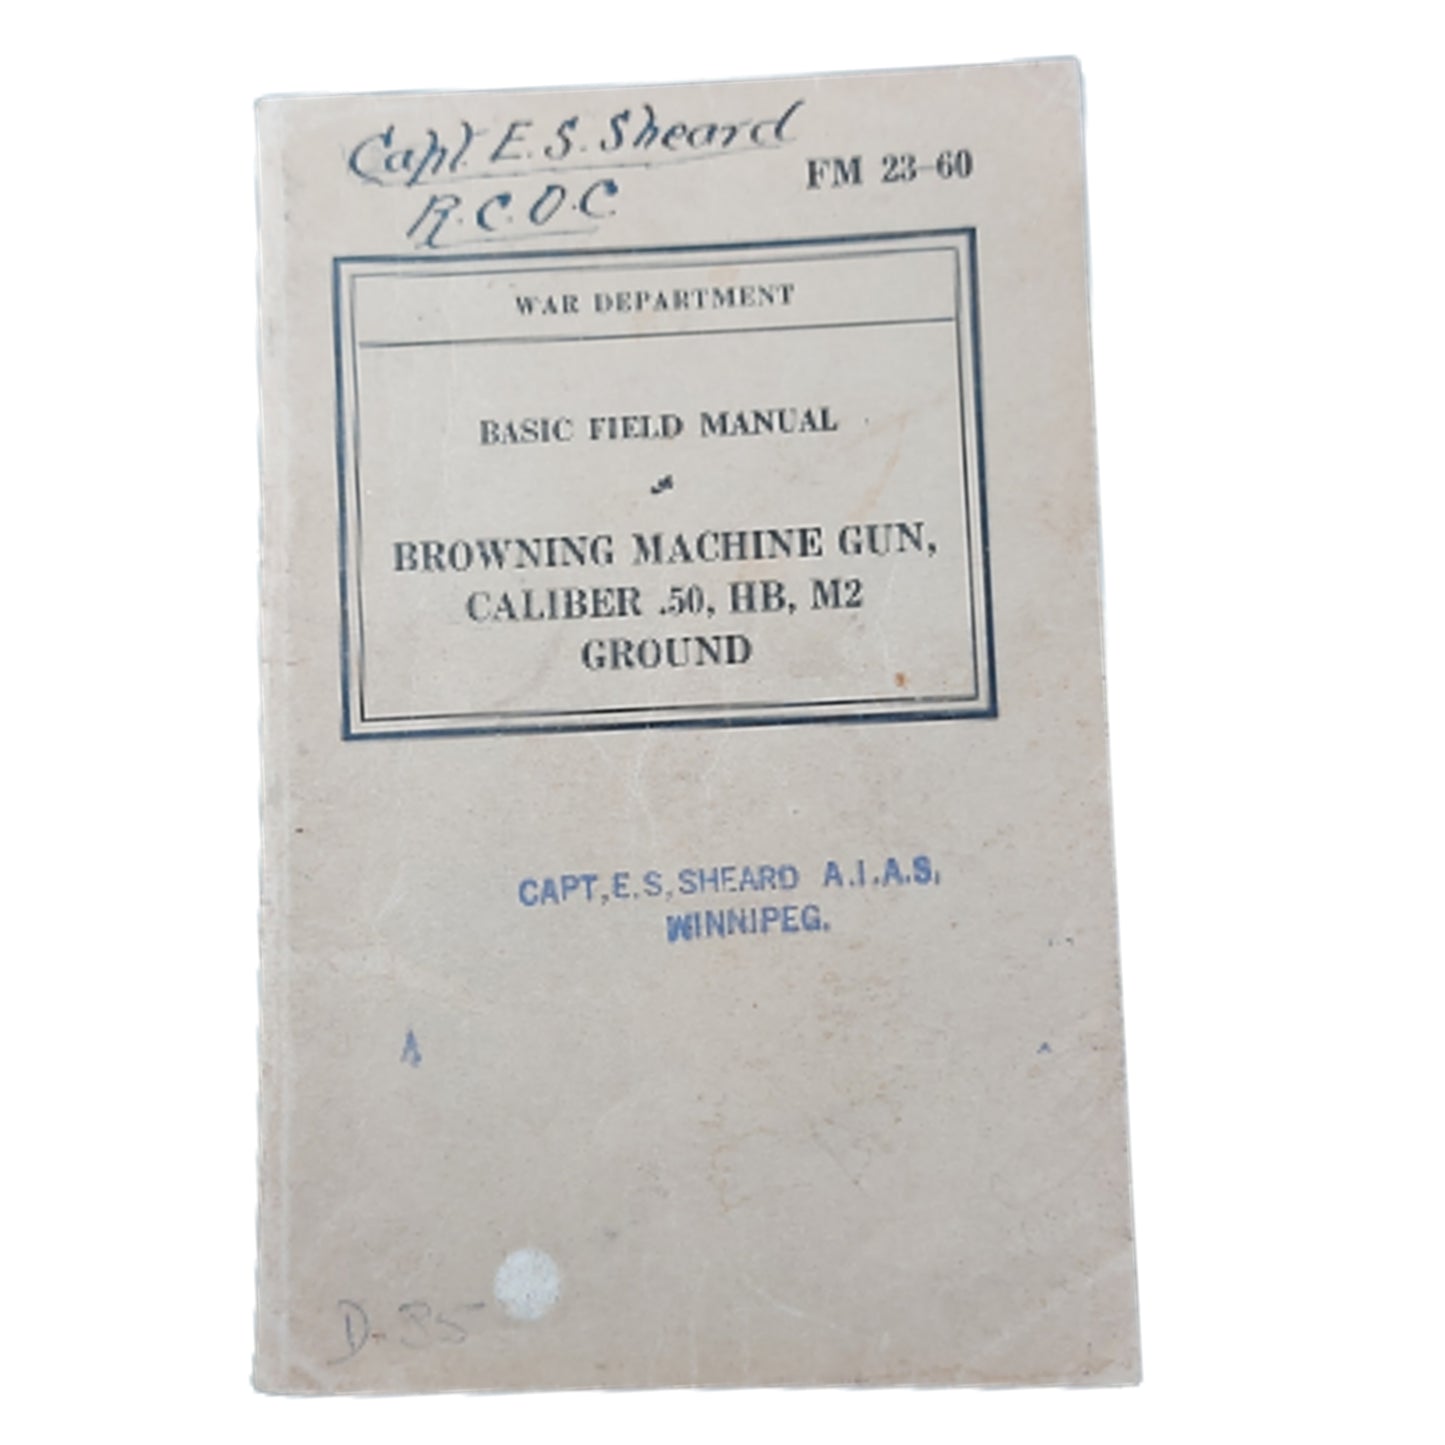 Capt. E. S. Sheard
R.C.O.C.
FM 23-60
WAR DEPARTMENT
BASIC FIELD MANUAL
BROWNING MACHINE GUN,
CALIBER .50, HB, M2
GROUND
CAPT,E.S,SHEARD A.I.A.S,
WINNIPEG.
D-35